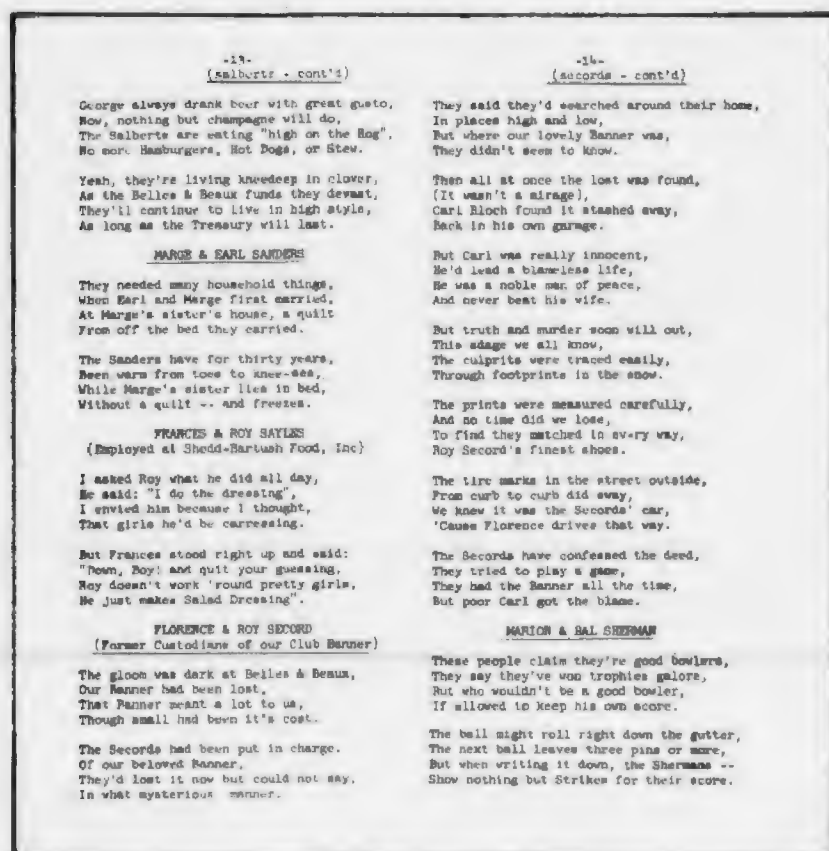 -13-
(salberts - cont'd)
George always drank beer with great gusto,
Now, nothing but champagne will do,
The Salberts are eating "high on the Hog",
No more Hamburgers, Hot Dogs, or Stew.
Yeah, they're living kneedeep in clover,
As the Belles & Beaux funds they devast,
They'll continue to live in high style,
As long as the Treasury will last.
MARGE & EARL SANDERS
They needed many household things,
When Earl and Marge first carried,
At Marge's sister's house, a quilt
From off the bed they carried.
The Sanders have for thirty years,
Been warm from toes to knee-ses,
While Marge's sister lies in bed,
Without a quilt -- and freezes.
FRANCES & ROY SAYLES
(Employed at Shedd-Bartush Food, Inc)
I asked Roy what he did all day,
He said: "I do the dressing",
I envied him because I thought,
That girls he'd be carressing.
But Frances stood right up and said:
"Down, Boy! and quit your guessing,
Roy doesn't work 'round pretty girls,
He just makes Salad Dressing".
FLORENCE & ROY SECORD
(Former Custodians of our Club Banner)
The gloom was dark at Belles & Beaux,
Our Banner had been lost,
That Banner meant a lot to us,
Though small had been it's cost.
The Secords had been put in charge.
Of our beloved Banner,
They'd lost it now but could not say,
In what mysterious manner.
-14-
(secords - cont'd)
They said they'd searched around their home,
In places high and low,
But where our lovely Banner was,
They didn't seem to know.
Then all at once the lost was found,
(It wasn't a mirage),
Carl Bloch found it stashed away,
Back in his own garage.
But Carl was really innocent,
He'd lead a blameless life,
He was a noble man of peace,
And never beat his wife.
But truth and murder soon will out,
This adage we all know,
The culprits were traced easily,
Through footprints in the snow.
The prints were measured carefully,
And no time did we lose,
To find they matched in every way,
Roy Secord's finest shoes.
The tire marks in the street outside,
From curb to curb did sway,
We knew it was the Secords' car,
'Cause Florence drives that way.
The Secords have confessed the deed,
They tried to play a game,
They had the Banner all the time,
But poor Carl got the blame.
MARION & HAL SHERMAN
These people claim they're good bowlers,
They say they've won trophies galore,
But who wouldn't be a good bowler,
If allowed to keep his own score.
The ball might roll right down the gutter,
The next ball leaves three pins or more,
But when writing it down, the Shermans --
Show nothing but Strikes for their score.